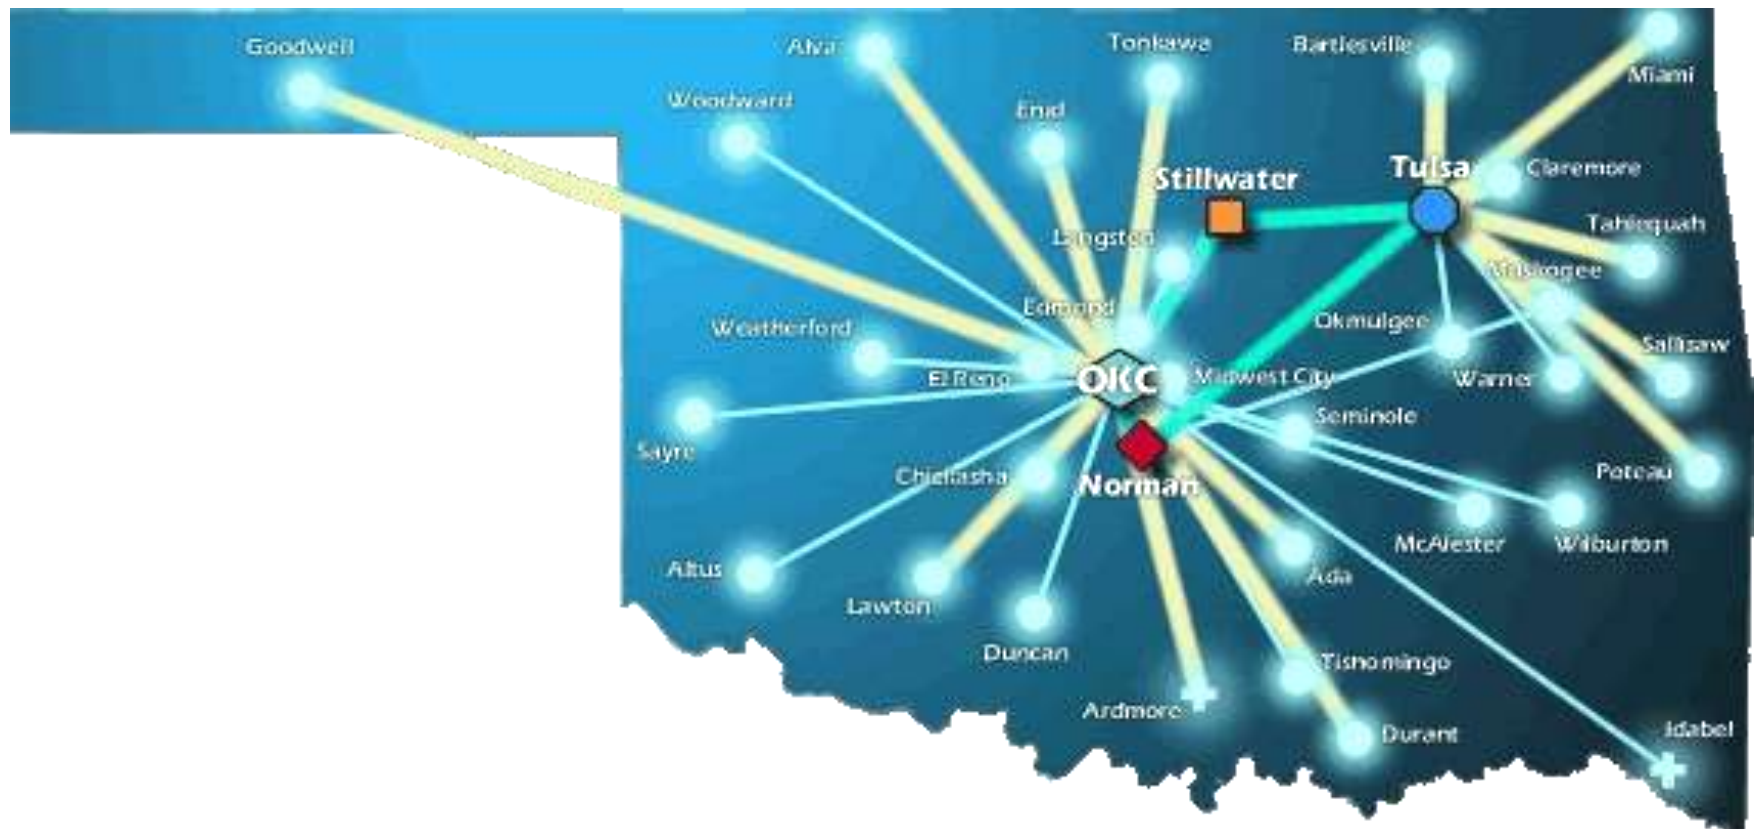 Goodwell
Alva
Tonkawa
Bartlesville
Miami
Woodward
Enid
Stillwater
Tulsa
Claremore
Langston
Tahlequah
Muskogee
Edmond
Okmulgee
Weatherford
Sallisaw
El Reno
OKC
Midwest City
Warner
Seminole
Sayre
Chickasha
Norman
Poteau
McAlester
Wilburton
Altus
Ada
Lawton
Duncan
Tishomingo
Ardmore
Durant
Idabel